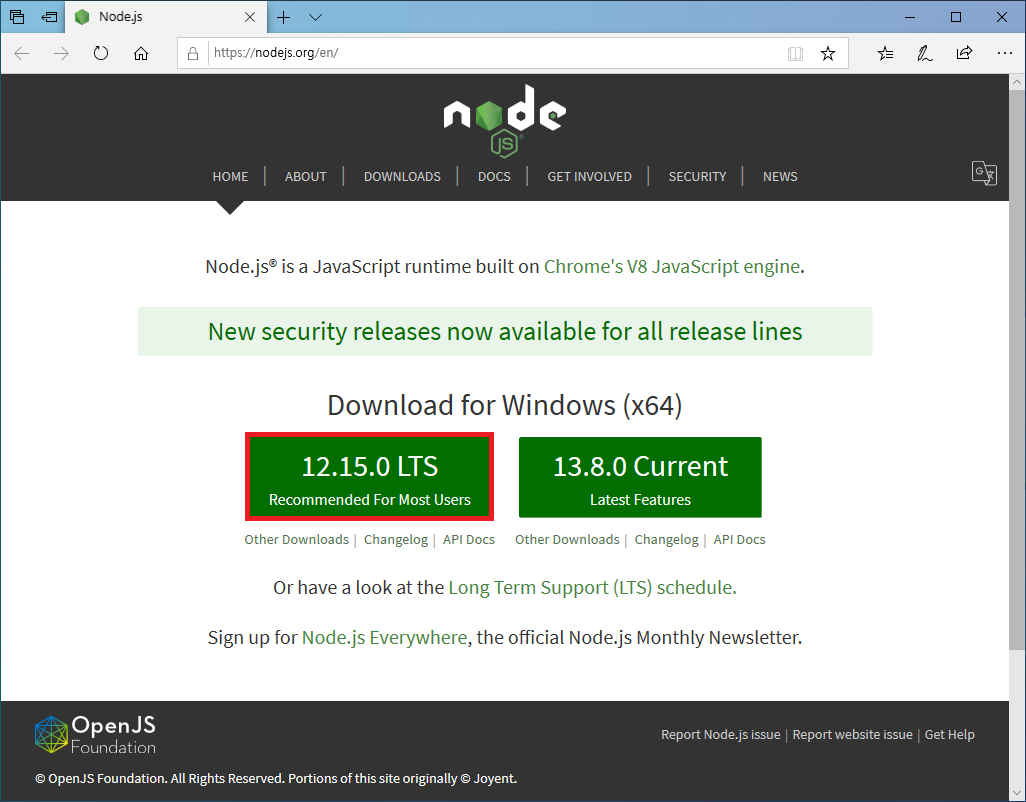 Node.js
https://nodejs.org/en/
node
JS
HOME | ABOUT | DOWNLOADS | DOCS | GET INVOLVED | SECURITY | NEWS
Node.js® is a JavaScript runtime built on Chrome's V8 JavaScript engine.
New security releases now available for all release lines
Download for Windows (x64)
12.15.0 LTS
Recommended For Most Users
13.8.0 Current
Latest Features
Other Downloads | Changelog | API Docs
Other Downloads | Changelog | API Docs
Or have a look at the Long Term Support (LTS) schedule.
Sign up for Node.js Everywhere, the official Node.js Monthly Newsletter.
OpenJS
Foundation
Report Node.js issue | Report website issue | Get Help
© OpenJS Foundation. All Rights Reserved. Portions of this site originally © Joyent.